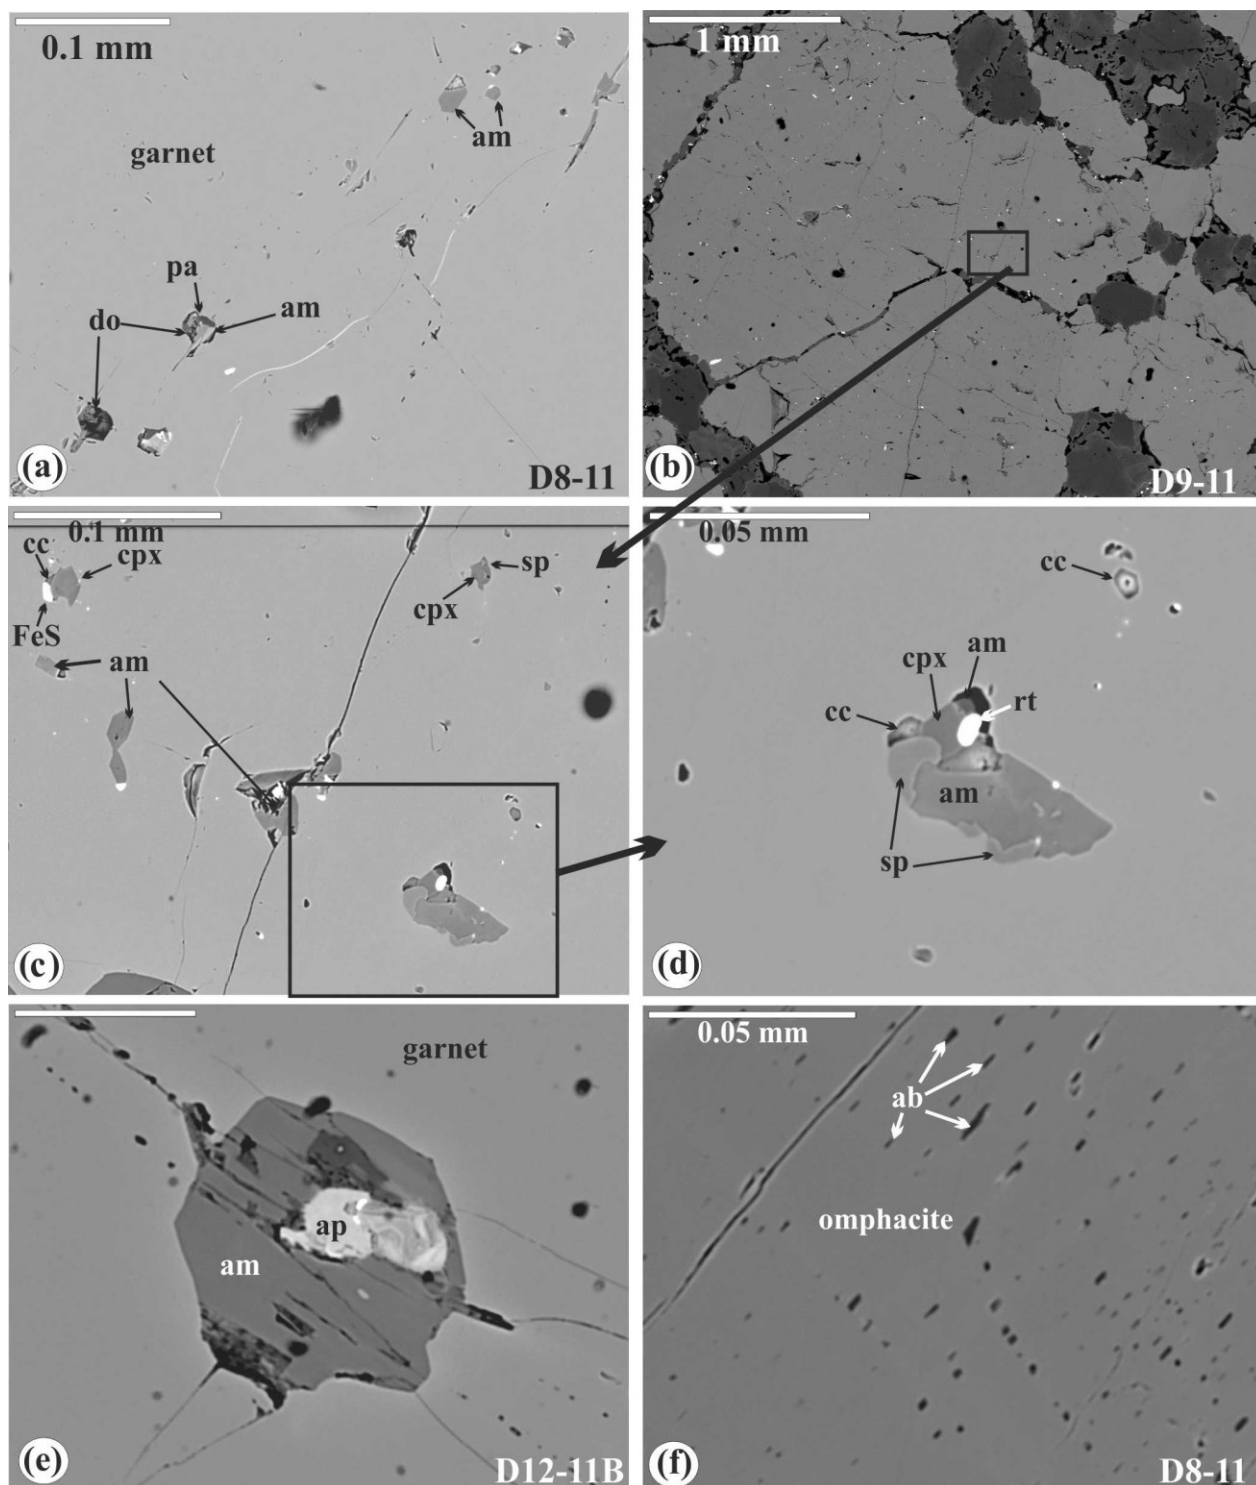 0.1 mm
garnet
am
pa
do
am
(a)
D8-11
1 mm
(b)
D9-11
0.1 mm
cc
cpx
sp
cpx
FeS
am
(c)
0.05 mm
cc
am
cpx
rt
cc
am
sp
(d)
garnet
ap
am
(e)
D12-11B
0.05 mm
ab
omphacite
(f)
D8-11